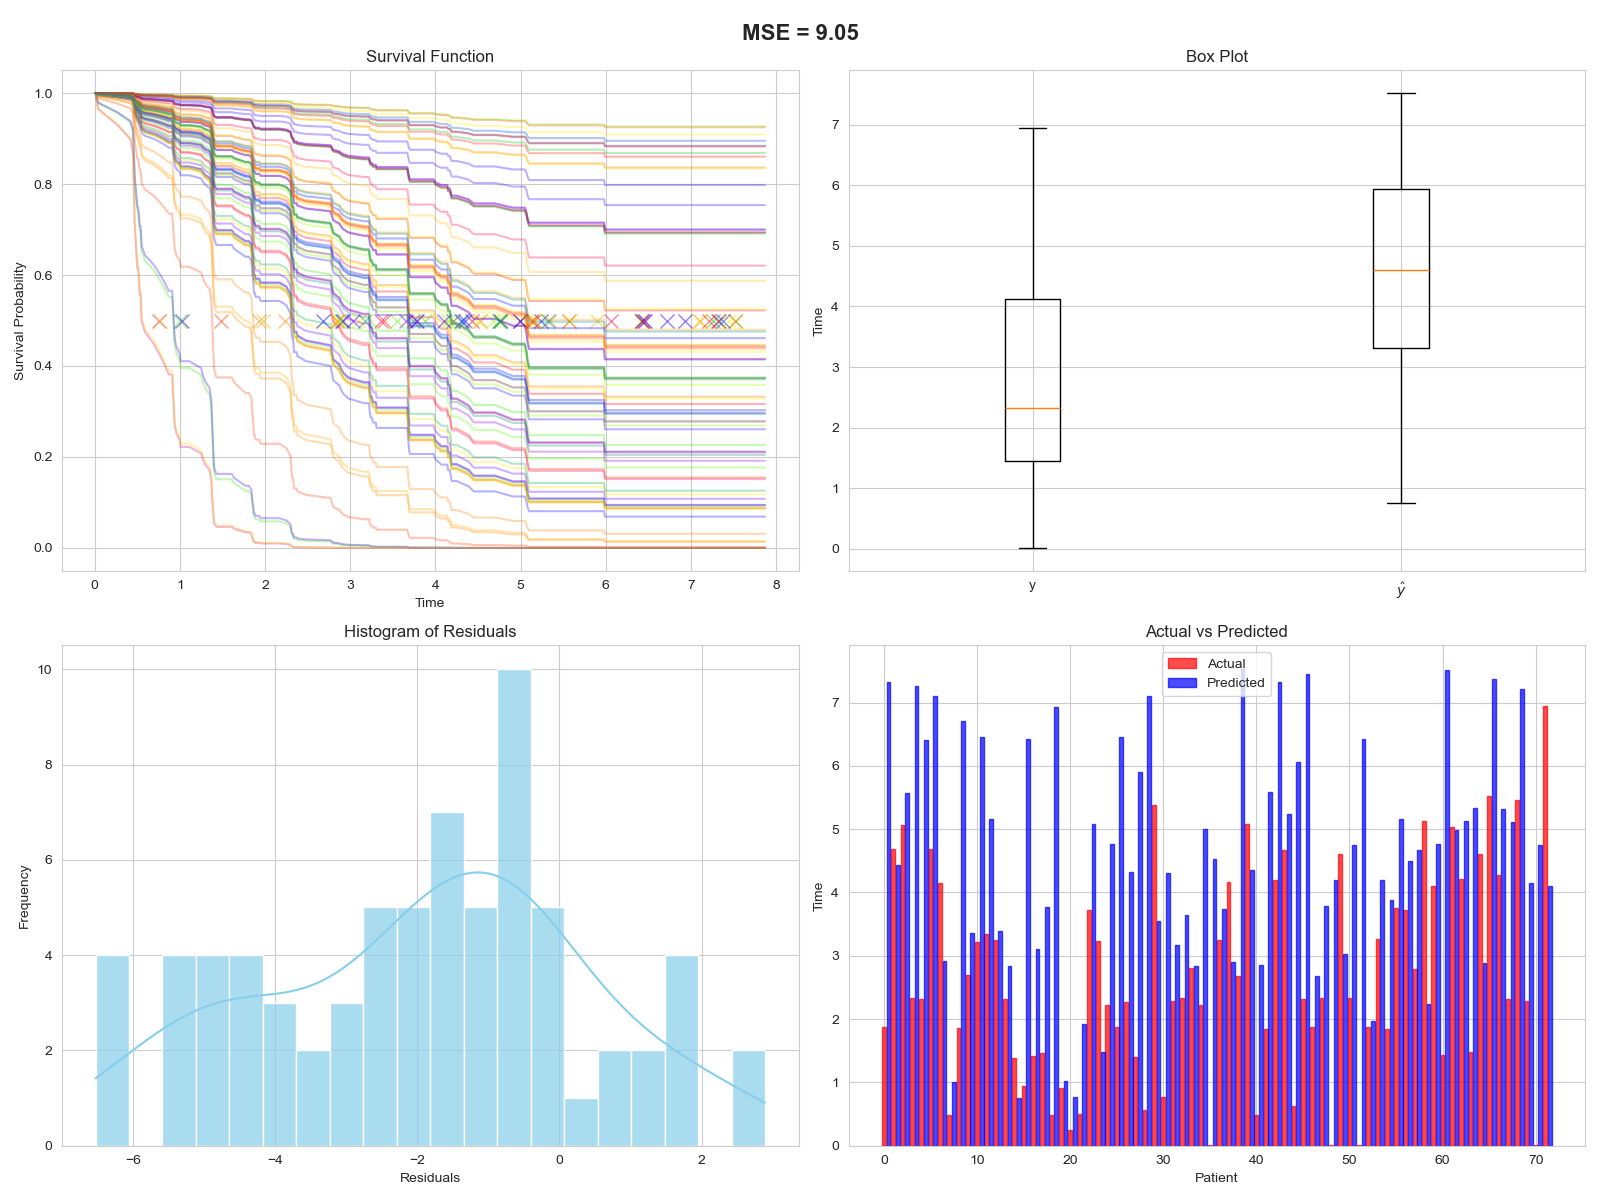 MSE = 9.05
Survival Function
1.0
0.8
0.6
0.4
0.2
0.0
Survival Probability
0 1 2 3 4 5 6 7 8
Time
Box Plot
7
6
5
4
3
2
1
0
Time
y ŷ
Histogram of Residuals
10
8
6
4
2
0
Frequency
−6 −4 −2 0 2
Residuals
Actual vs Predicted
Actual
Predicted
7
6
5
4
3
2
1
0
Time
0 10 20 30 40 50 60 70
Patient